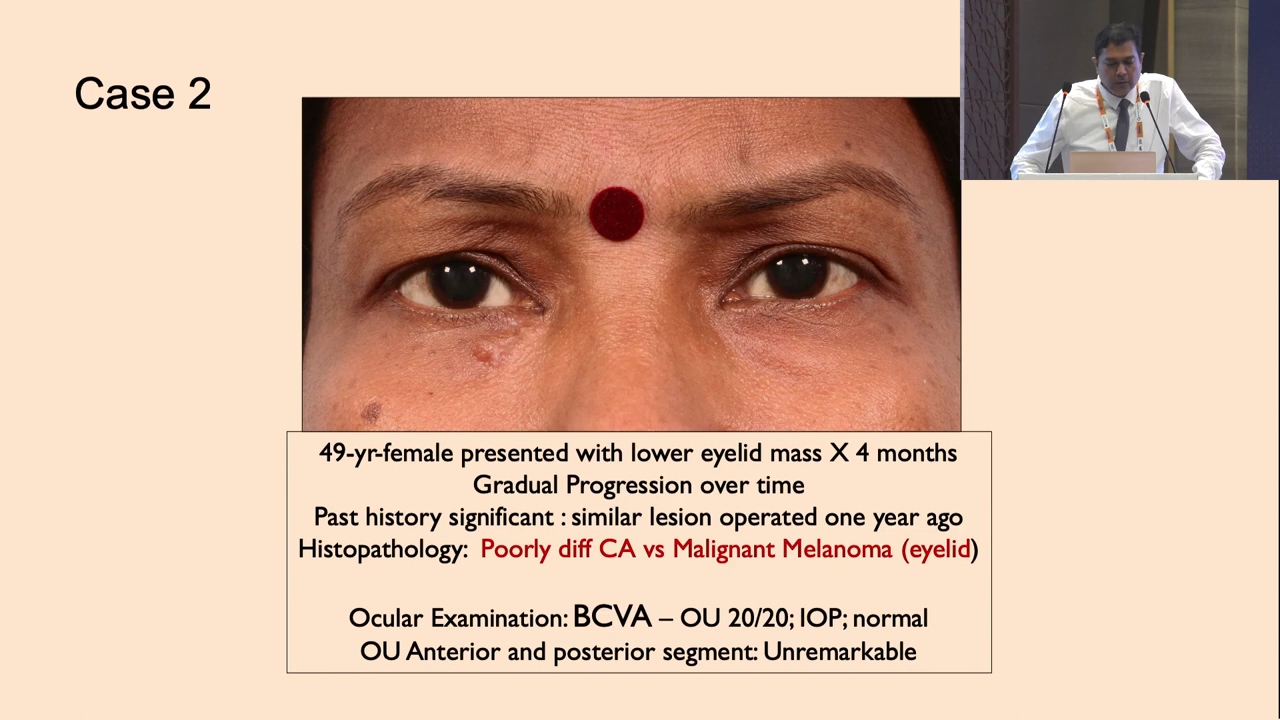 Case 2
49-yr-female presented with lower eyelid mass X 4 months
Gradual Progression over time
Past history significant : similar lesion operated one year ago
Histopathology: Poorly diff CA vs Malignant Melanoma (eyelid)
Ocular Examination: BCVA – OU 20/20; IOP; normal
OU Anterior and posterior segment: Unremarkable